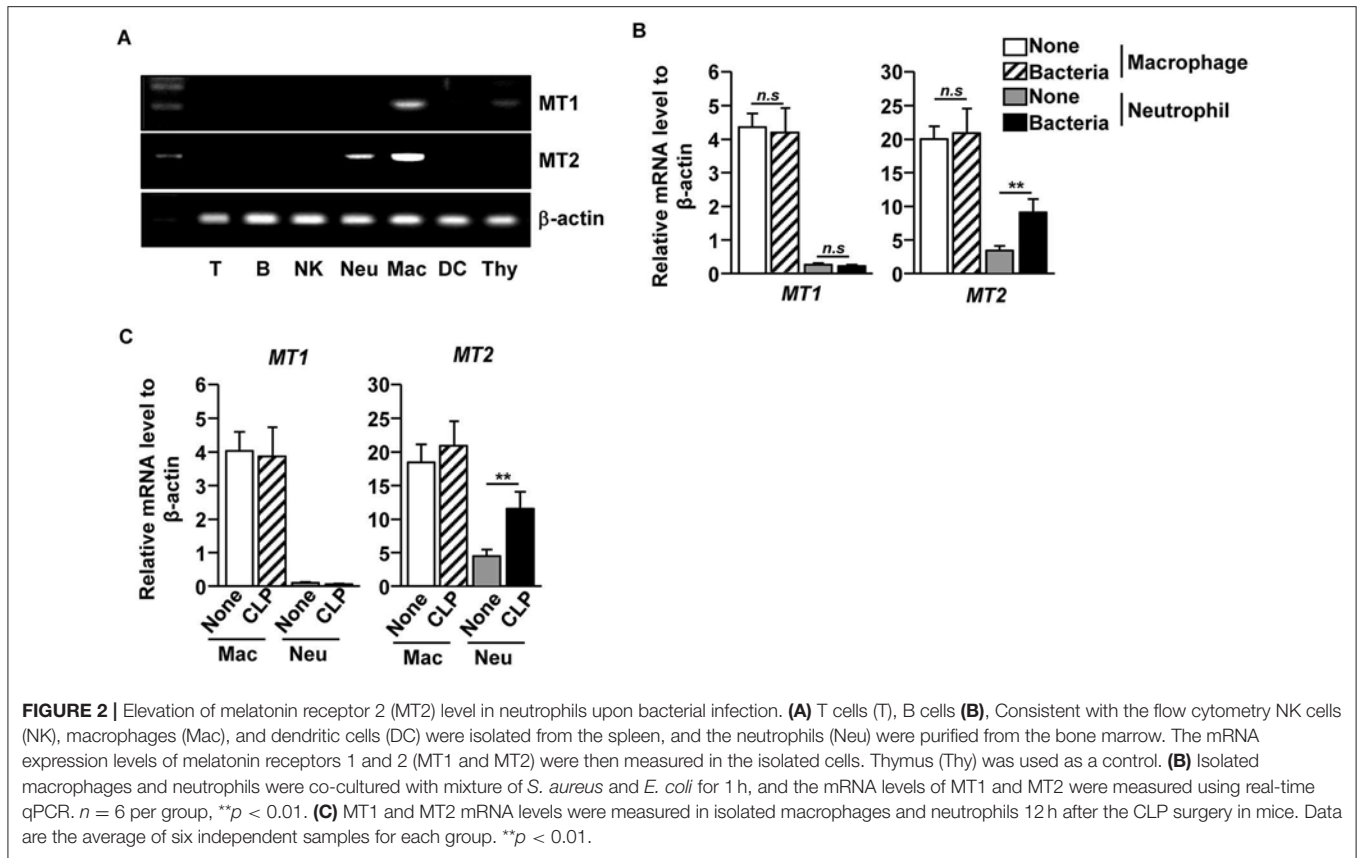 A
MT1
MT2
β-actin
T B NK Neu Mac DC Thy
B
None
Bacteria
Macrophage
None
Bacteria
Neutrophil
Relative mRNA level to
β-actin
6
5
4
3
2
1
0
n.s
n.s
MT1
30
25
20
15
10
5
0
n.s
**
MT2
C
MT1
Relative mRNA level to
β-actin
6
5
4
3
2
1
0
None CLP None CLP
Mac Neu
MT2
30
25
20
15
10
5
0
**
None CLP None CLP
Mac Neu
FIGURE 2 | Elevation of melatonin receptor 2 (MT2) level in neutrophils upon bacterial infection. (A) T cells (T), B cells (B), Consistent with the flow cytometry NK cells
(NK), macrophages (Mac), and dendritic cells (DC) were isolated from the spleen, and the neutrophils (Neu) were purified from the bone marrow. The mRNA
expression levels of melatonin receptors 1 and 2 (MT1 and MT2) were then measured in the isolated cells. Thymus (Thy) was used as a control. (B) Isolated
macrophages and neutrophils were co-cultured with mixture of S. aureus and E. coli for 1 h, and the mRNA levels of MT1 and MT2 were measured using real-time
qPCR. n = 6 per group, **p < 0.01. (C) MT1 and MT2 mRNA levels were measured in isolated macrophages and neutrophils 12 h after the CLP surgery in mice. Data
are the average of six independent samples for each group. **p < 0.01.